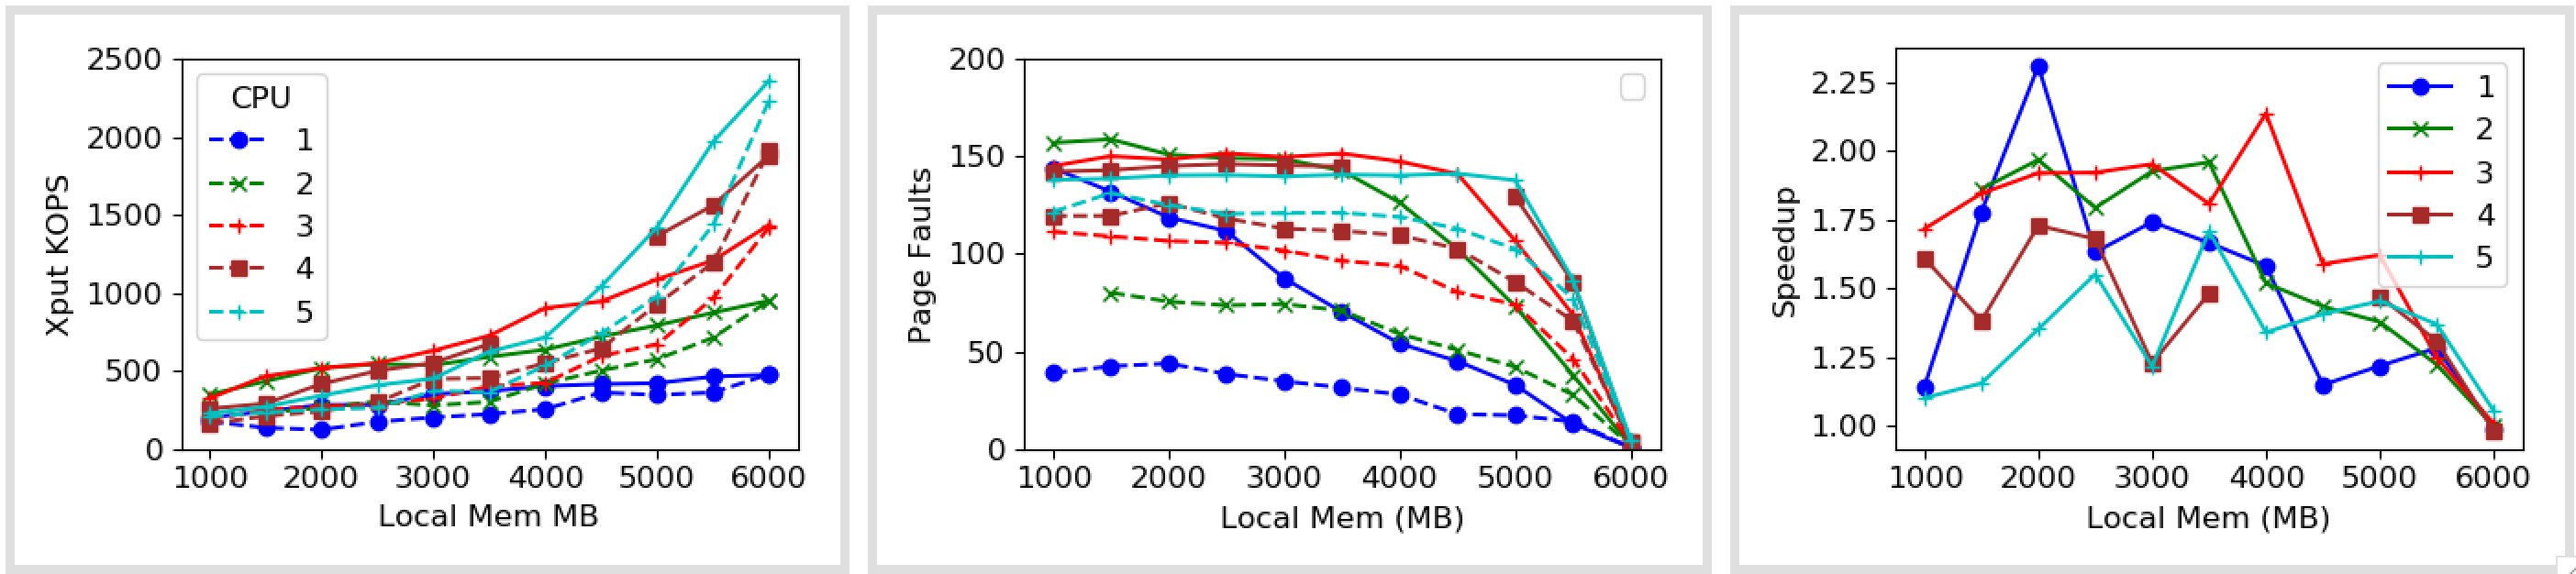 2500
2000
1500
1000
500
0
Xput KOPS
CPU
1
2
3
4
5
1000 2000 3000 4000 5000 6000
Local Mem MB
200
150
100
50
0
Page Faults
1000 2000 3000 4000 5000 6000
Local Mem (MB)
2.25
2.00
1.75
1.50
1.25
1.00
Speedup
1
2
3
4
5
1000 2000 3000 4000 5000 6000
Local Mem (MB)